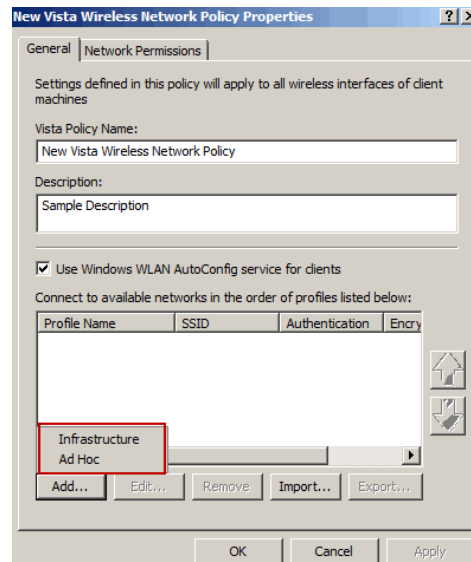 New Vista Wireless Network Policy Properties
General
Network Permissions
Settings defined in this policy will apply to all wireless interfaces of client
machines
Vista Policy Name:
New Vista Wireless Network Policy
Description:
Sample Description
Use Windows WLAN AutoConfig service for clients
Connect to available networks in the order of profiles listed below:
Profile Name SSID Authentication Encry
Infrastructure
Ad Hoc
Add... Edit... Remove Import... Export...
OK Cancel Apply